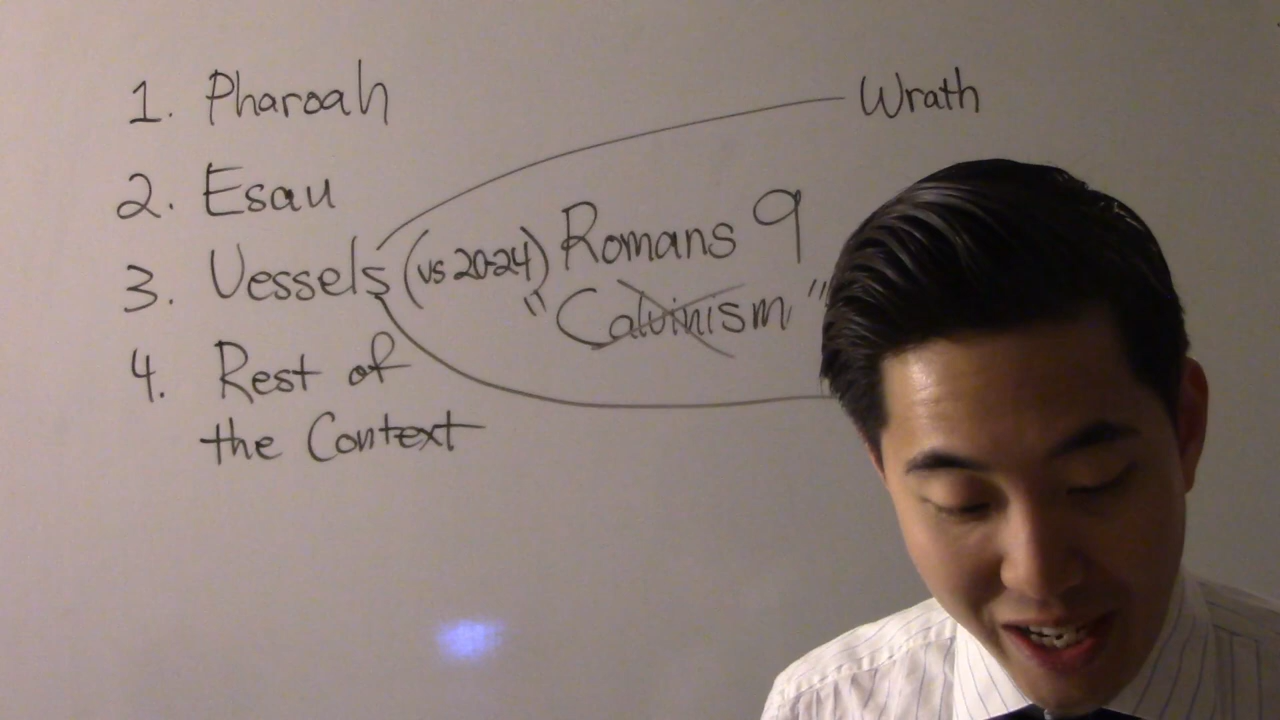 1. Pharoah
2. Esau
3. Vessels (vs 20-24)
4. Rest of
the Context
Wrath
Romans 9
"Calvinism"